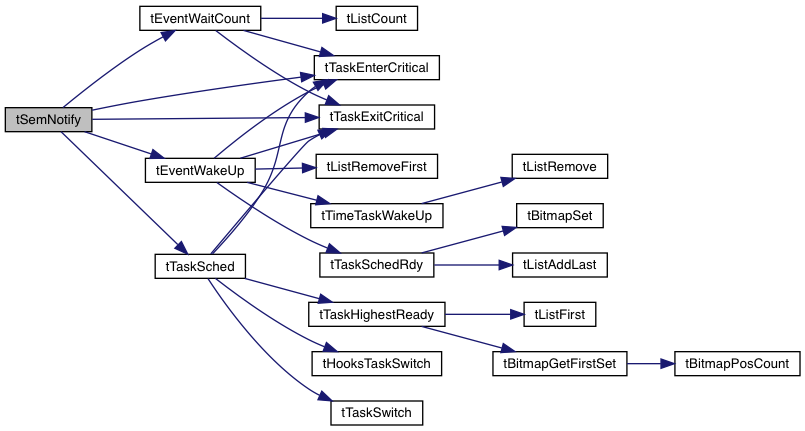 tEventWaitCount
tListCount
tTaskEnterCritical
tSemNotify
tTaskExitCritical
tEventWakeUp
tListRemoveFirst
tListRemove
tTimeTaskWakeUp
tBitmapSet
tTaskSched
tTaskSchedRdy
tListAddLast
tTaskHighestReady
tListFirst
tHooksTaskSwitch
tBitmapGetFirstSet
tBitmapPosCount
tTaskSwitch